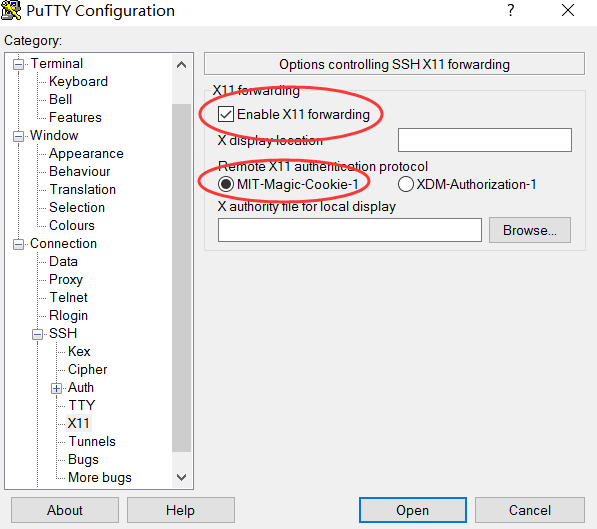 PuTTY Configuration
?
Category:
Terminal
Keyboard
Bell
Features
Window
Appearance
Behaviour
Translation
Selection
Colours
Connection
Data
Proxy
Telnet
Rlogin
SSH
Kex
Cipher
Auth
TTY
X11
Tunnels
Bugs
More bugs
Options controlling SSH X11 forwarding
X11 forwarding
Enable X11 forwarding
X display location
Remote X11 authentication protocol
MIT-Magic-Cookie-1 XDM-Authorization-1
X authority file for local display
Browse...
About Help Open Cancel